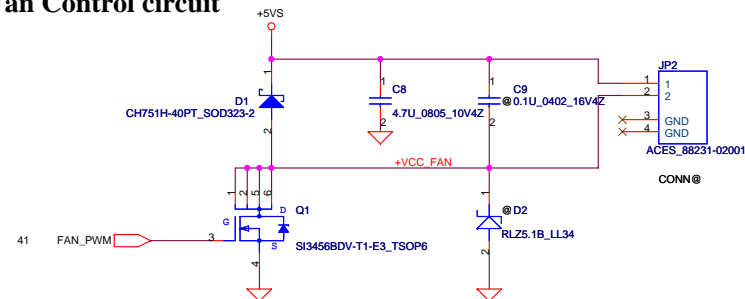 an Control circuit
+5VS
JP2
1
1
1
1
1
C8
C9
2
2
D1
@0.1U_0402_16V4Z
CH751H-40PT_SOD323-2
4.7U_0805_10V4Z
3
GND
2
2
2
4
GND
ACES_88231-02001
+VCC_FAN
CONN@
1
2
5
6
1
D
Q1
@D2
G
RLZ5.1B_LL34
41
FAN_PWM
3
S
SI3456BDV-T1-E3_TSOP6
2
4